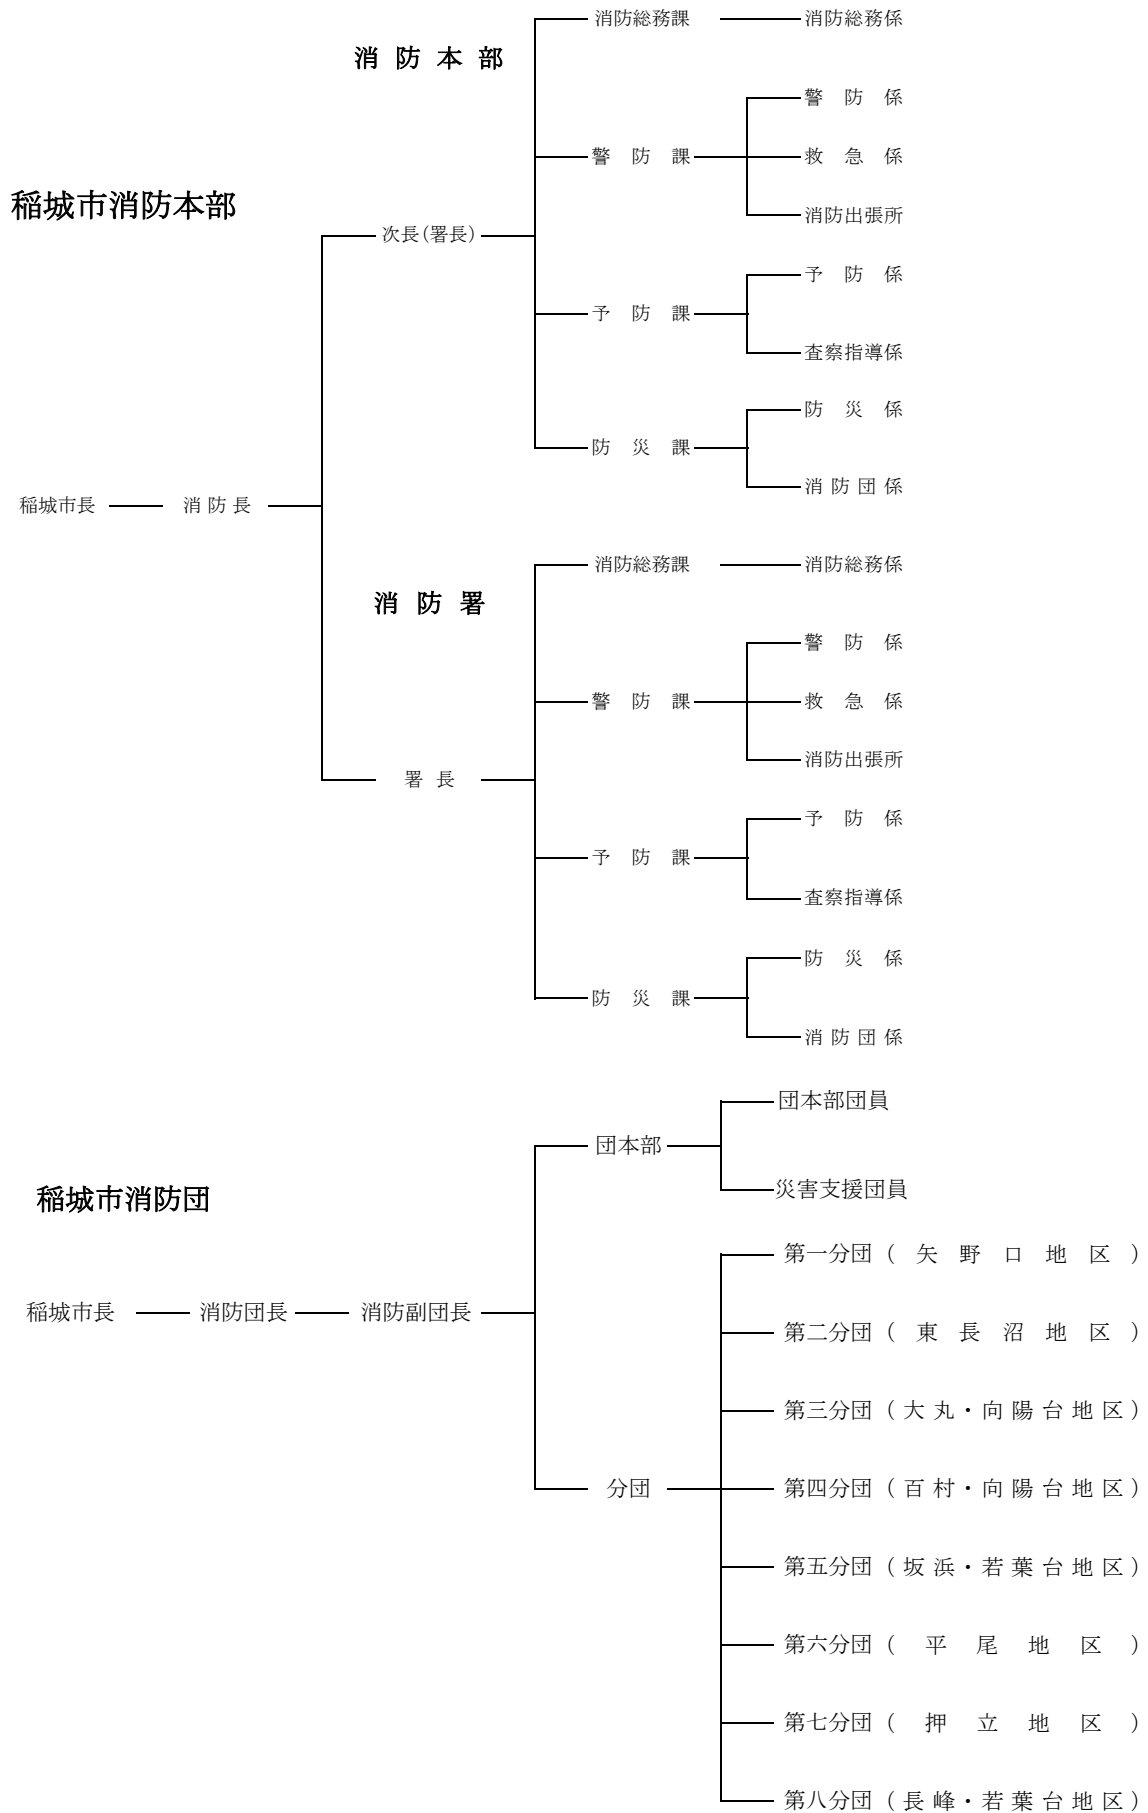 消防総務課 消防総務係
消防本部
警防係
警防課 救急係
稲城市消防本部
消防出張所
次長(署長)
予防係
予防課
査察指導係
防災係
防災課
消防団係
稲城市長 消防長
消防総務課 消防総務係
消防署
警防係
警防課 救急係
消防出張所
署長
予防係
予防課
査察指導係
防災係
防災課
消防団係
団本部団員
団本部
災害支援団員
稲城市消防団
第一分団(矢野口地区)
稲城市長 消防団長 消防副団長
第二分団(東長沼地区)
第三分団(大丸・向陽台地区)
分団 第四分団(百村・向陽台地区)
第五分団(坂浜・若葉台地区)
第六分団(平尾地区)
第七分団(押立地区)
第八分団(長峰・若葉台地区)